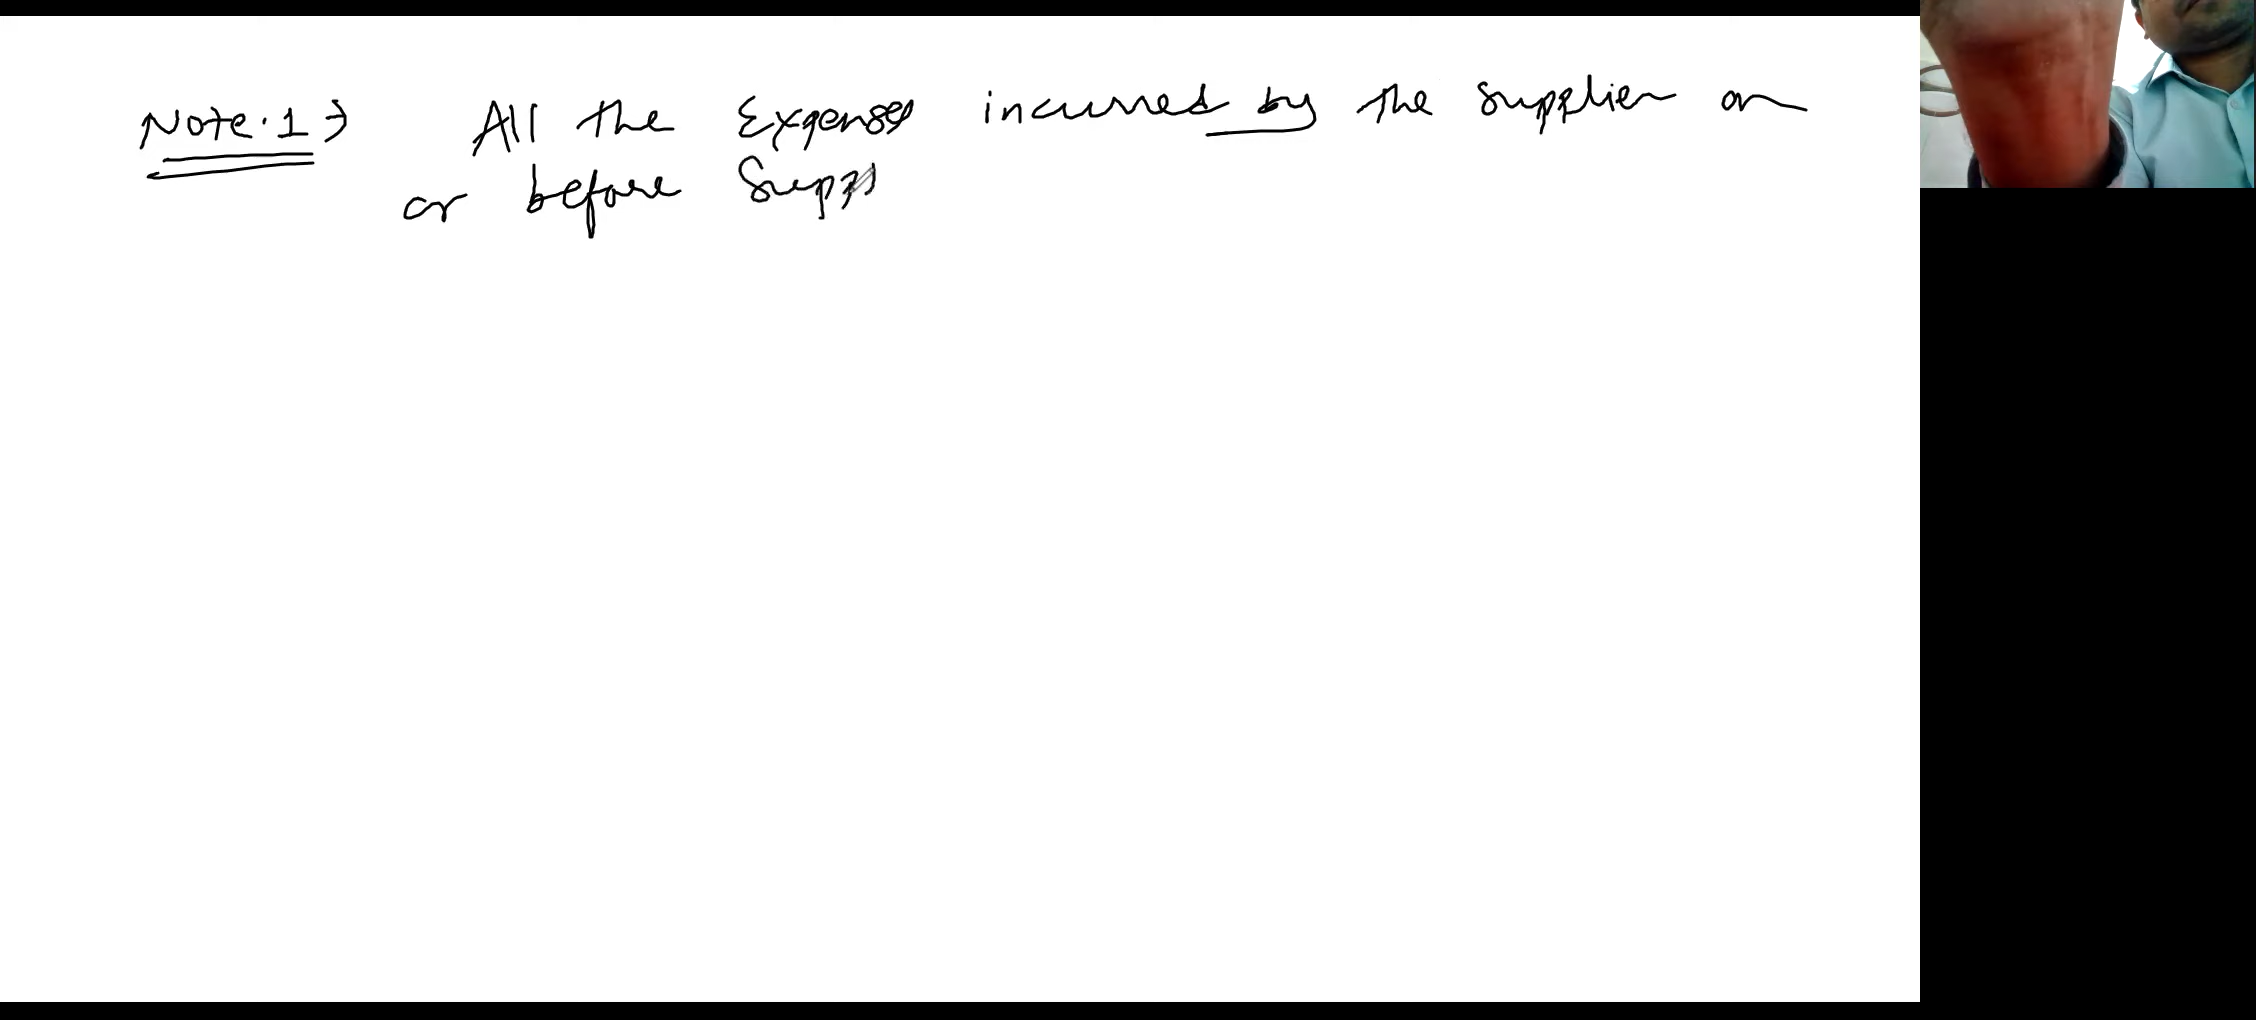 Note.1 → All the Expenses incurred by the supplier on
or before